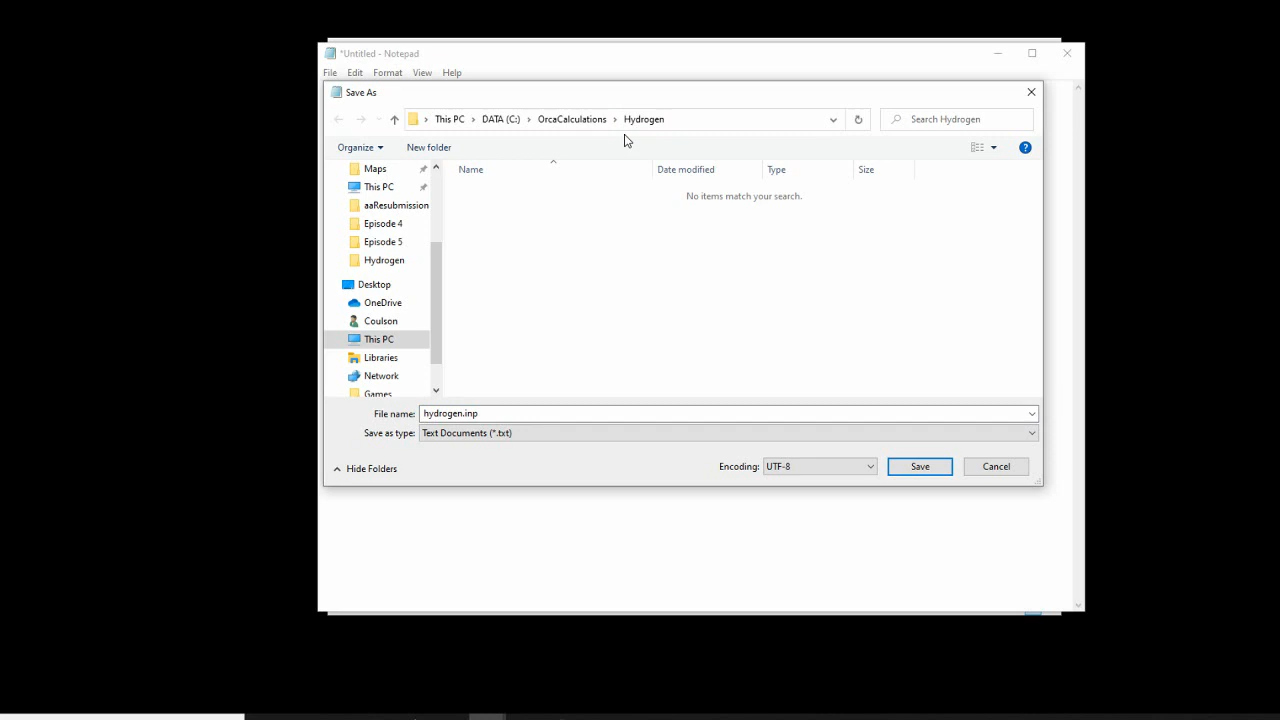 *Untitled - Notepad
File Edit Format View Help
Save As
This PC DATA (C:) OrcaCalculations Hydrogen
Search Hydrogen
Organize New folder
Name Date modified Type Size
No items match your search.
Maps
This PC
aaResubmission
Episode 4
Episode 5
Hydrogen
Desktop
OneDrive
Coulson
This PC
Libraries
Network
Games
File name: hydrogen.inp
Save as type: Text Documents (*.txt)
Hide Folders
Encoding: UTF-8 Save Cancel